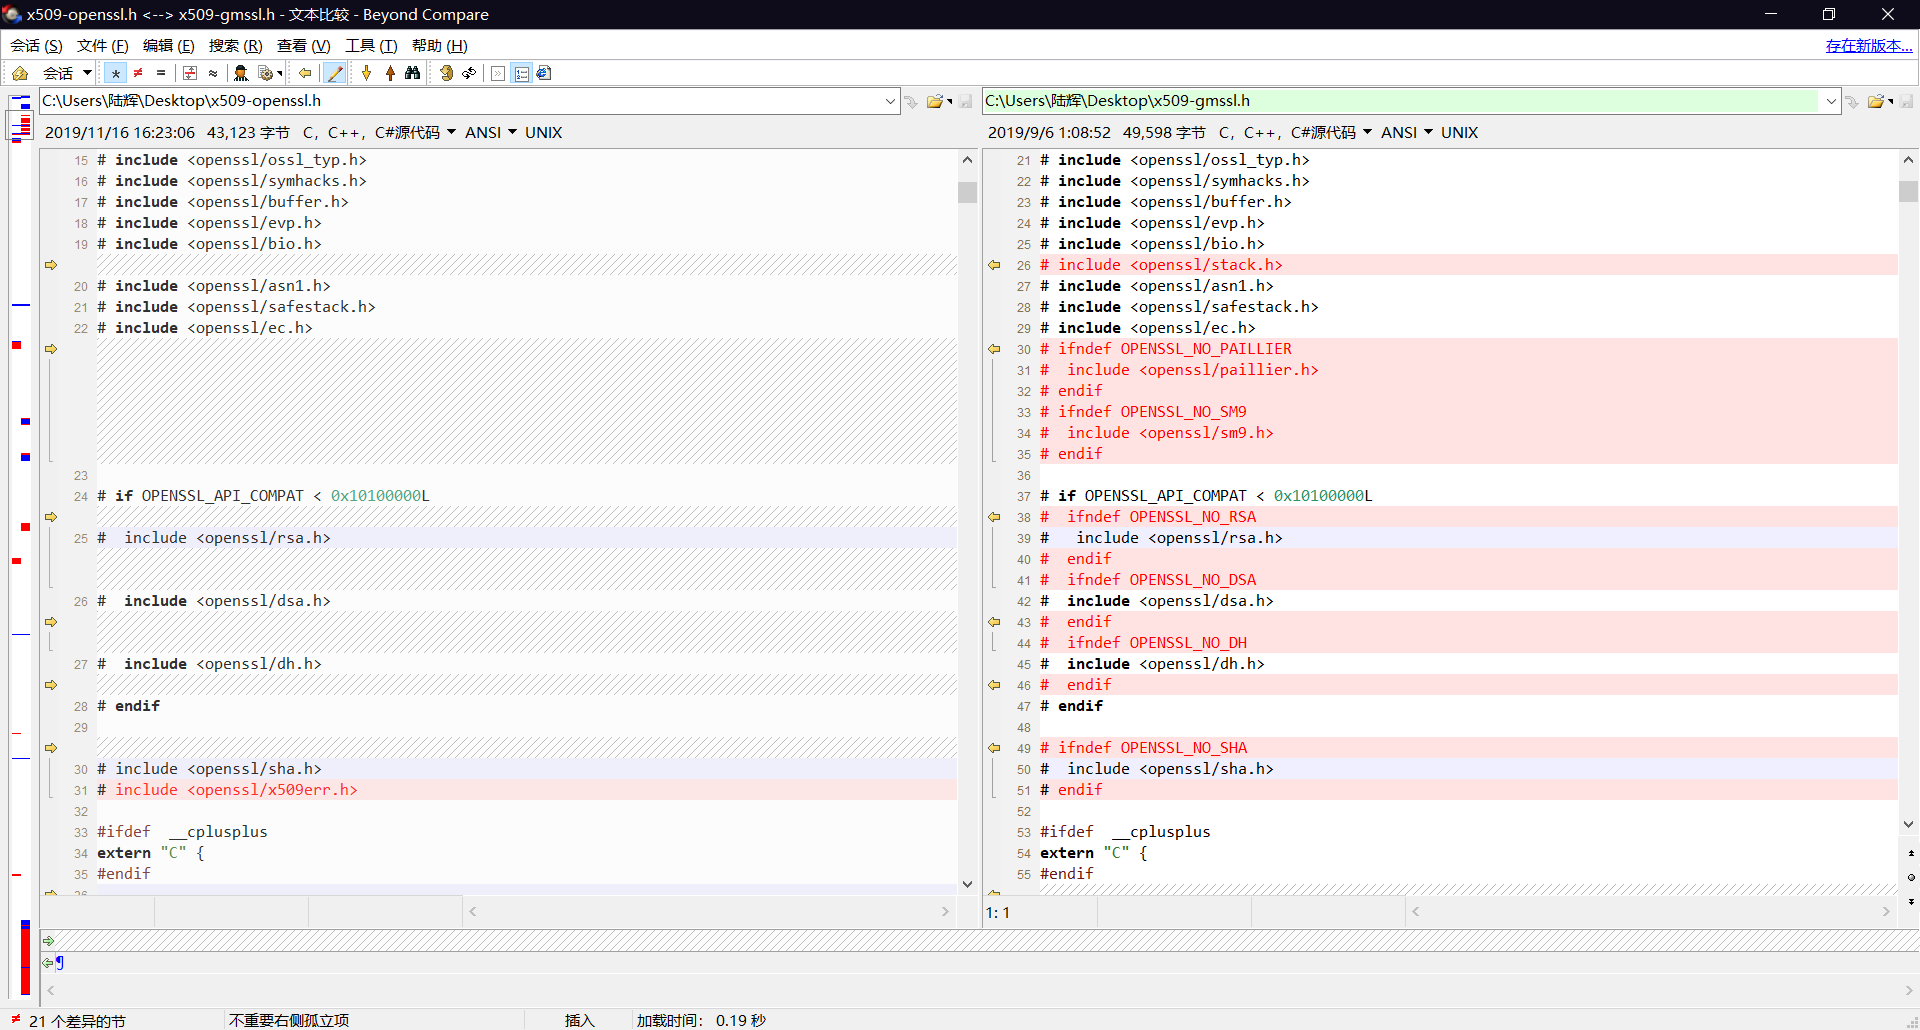 x509-openssl.h <--> x509-gmssl.h - 文本比较 - Beyond Compare
会话 (S) 文件 (F) 编辑 (E) 搜索 (R) 查看 (V) 工具 (T) 帮助 (H) 存在新版本...
会话
C:\Users\陆辉\Desktop\x509-openssl.h
2019/11/16 16:23:06 43,123 字节 C，C++，C#源代码 ANSI UNIX
15 # include <openssl/ossl_typ.h>
16 # include <openssl/symhacks.h>
17 # include <openssl/buffer.h>
18 # include <openssl/evp.h>
19 # include <openssl/bio.h>
20 # include <openssl/asn1.h>
21 # include <openssl/safestack.h>
22 # include <openssl/ec.h>
23
24 # if OPENSSL_API_COMPAT < 0x10100000L
25 #  include <openssl/rsa.h>
26 #  include <openssl/dsa.h>
27 #  include <openssl/dh.h>
28 # endif
29
30 # include <openssl/sha.h>
31 # include <openssl/x509err.h>
32
33 #ifdef  __cplusplus
34 extern "C" {
35 #endif
36
C:\Users\陆辉\Desktop\x509-gmssl.h
2019/9/6 1:08:52 49,598 字节 C，C++，C#源代码 ANSI UNIX
21 # include <openssl/ossl_typ.h>
22 # include <openssl/symhacks.h>
23 # include <openssl/buffer.h>
24 # include <openssl/evp.h>
25 # include <openssl/bio.h>
26 # include <openssl/stack.h>
27 # include <openssl/asn1.h>
28 # include <openssl/safestack.h>
29 # include <openssl/ec.h>
30 # ifndef OPENSSL_NO_PAILLIER
31 #  include <openssl/paillier.h>
32 # endif
33 # ifndef OPENSSL_NO_SM9
34 #  include <openssl/sm9.h>
35 # endif
36
37 # if OPENSSL_API_COMPAT < 0x10100000L
38 #  ifndef OPENSSL_NO_RSA
39 #   include <openssl/rsa.h>
40 #  endif
41 #  ifndef OPENSSL_NO_DSA
42 #  include <openssl/dsa.h>
43 #  endif
44 #  ifndef OPENSSL_NO_DH
45 #  include <openssl/dh.h>
46 #  endif
47 # endif
48
49 # ifndef OPENSSL_NO_SHA
50 #  include <openssl/sha.h>
51 # endif
52
53 #ifdef  __cplusplus
54 extern "C" {
55 #endif
1: 1
¶
21 个差异的节 不重要右侧孤立项 插入 加载时间： 0.19 秒